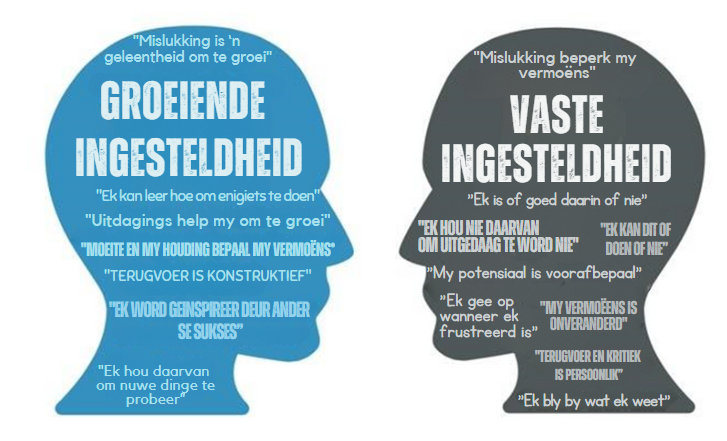 "Mislukking is 'n
geleentheid om te groei"
GROEIENDE
INGESTELDHEID
"Ek kan leer hoe om enigiets te doen"
"Uitdagings help my om te groei"
"MOEITE EN MY HOUDING BEPAAL MY VERMOËNS"
"TERUGVOER IS KONSTRUKTIEF"
"EK WORD GEINSPIREER DEUR ANDER
SE SUKSES"
"Ek hou daarvan
om nuwe dinge te
probeer"
"Mislukking beperk my
vermoëns"
VASTE
INGESTELDHEID
"Ek is of goed daarin of nie"
"EK HOU NIE DAARVAN
OM UITGEDAAG TE WORD NIE"
"EK KAN DIT OF
DOEN OF NIE"
"My potensiaal is voorafbepaal"
"Ek gee op
wanneer ek
frustreerd is"
"MY VERMOËENS IS
ONVERANDERD"
"TERUGVOER EN KRITIEK
IS PERSOONLIK"
"Ek bly by wat ek weet"